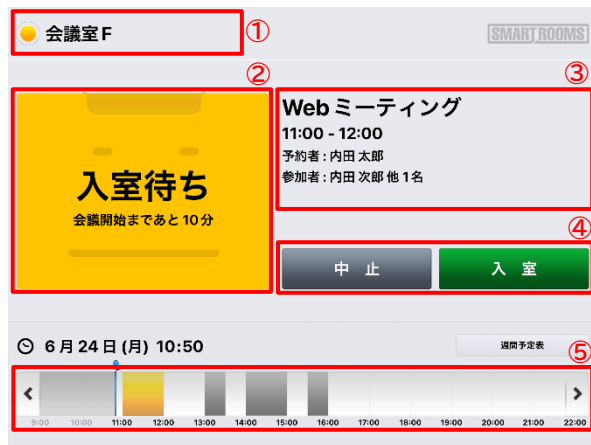 会議室F
①
SMART ROOMS
②
③
入室待ち
会議開始まであと10分
Webミーティング
11:00 - 12:00
予約者 : 内田 太郎
参加者 : 内田 次郎 他 1 名
④
中 止
入 室
6月24日(月) 10:50
週間予定表
⑤
9:00 10:00 11:00 12:00 13:00 14:00 15:00 16:00 17:00 18:00 19:00 20:00 21:00 22:00